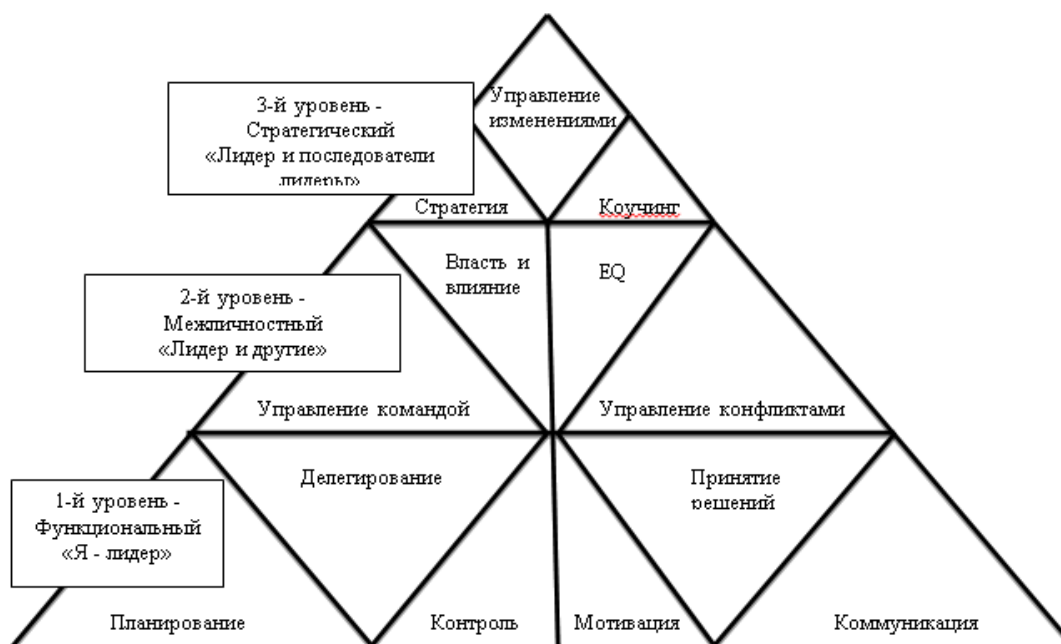 Управление
изменениями
3-й уровень -
Стратегический
«Лидер и последователи
лидеры»
Стратегия
Коучинг
Власть и
влияние
EQ
2-й уровень -
Межличностный
«Лидер и другие»
Управление командой
Управление конфликтами
Делегирование
Принятие
решений
1-й уровень -
Функциональный
«Я - лидер»
Планирование
Контроль
Мотивация
Коммуникация